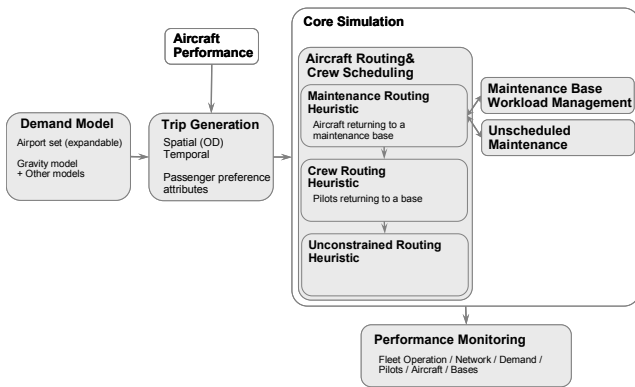 Core Simulation
Aircraft
Performance
Aircraft Routing&
Crew Scheduling
Maintenance Routing
Heuristic
Aircraft returning to a
maintenance base
Maintenance Base
Workload Management
Unscheduled
Maintenance
Demand Model
Airport set (expandable)
Gravity model
+ Other models
Trip Generation
Spatial (OD)
Temporal
Passenger preference
attributes
Crew Routing
Heuristic
Pilots returning to a base
Unconstrained Routing
Heuristic
Performance Monitoring
Fleet Operation / Network / Demand /
Pilots / Aircraft / Bases